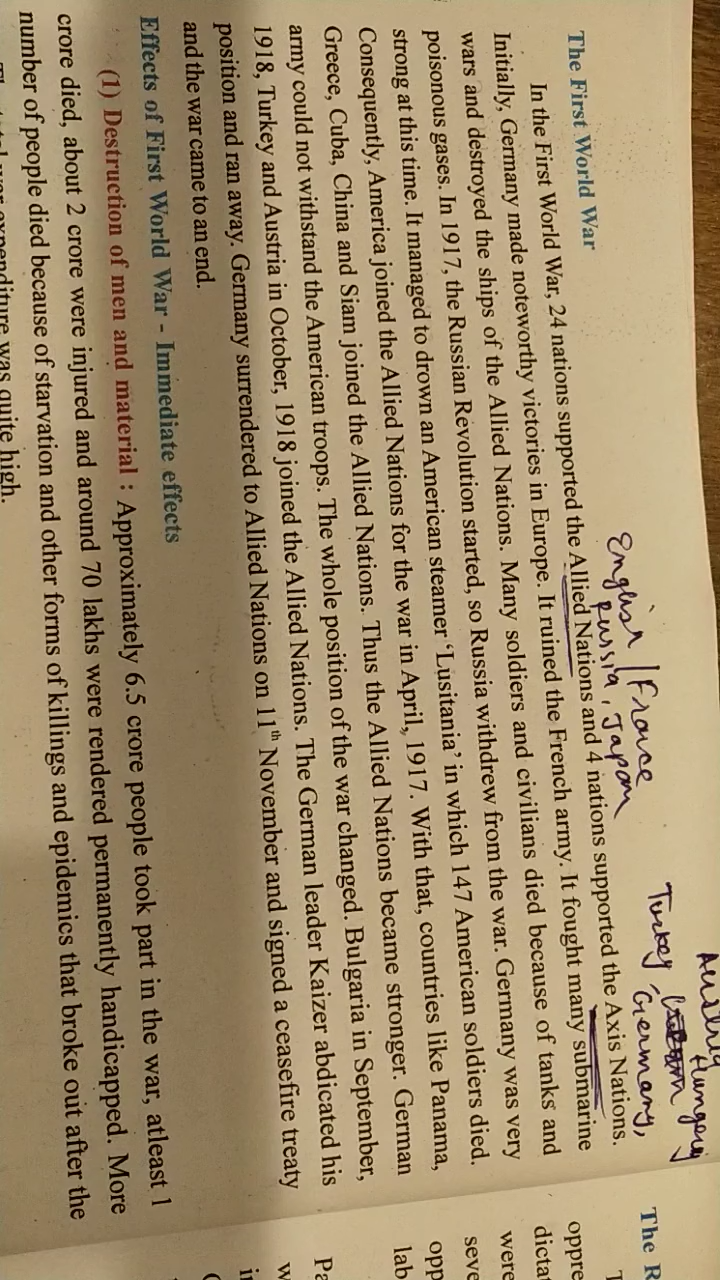 Austria Hungery
Turkey, Germany,
English / France
Russia, Japan
The First World War
In the First World War, 24 nations supported the Allied Nations and 4 nations supported the Axis Nations.
Initially, Germany made noteworthy victories in Europe. It ruined the French army. It fought many submarine
wars and destroyed the ships of the Allied Nations. Many soldiers and civilians died because of tanks and
poisonous gases. In 1917, the Russian Revolution started, so Russia withdrew from the war. Germany was very
strong at this time. It managed to drown an American steamer ‘Lusitania’ in which 147 American soldiers died.
Consequently, America joined the Allied Nations for the war in April, 1917. With that, countries like Panama,
Greece, Cuba, China and Siam joined the Allied Nations. Thus the Allied Nations became stronger. German
army could not withstand the American troops. The whole position of the war changed. Bulgaria in September,
1918, Turkey and Austria in October, 1918 joined the Allied Nations. The German leader Kaizer abdicated his
position and ran away. Germany surrendered to Allied Nations on 11th November and signed a ceasefire treaty
and the war came to an end.
Effects of First World War - Immediate effects
(1) Destruction of men and material : Approximately 6.5 crore people took part in the war, atleast 1
crore died, about 2 crore were injured and around 70 lakhs were rendered permanently handicapped. More
number of people died because of starvation and other forms of killings and epidemics that broke out after the
expenditure was quite high.
The R
oppre
dicta
were
seve
opp
lab
Pa
w